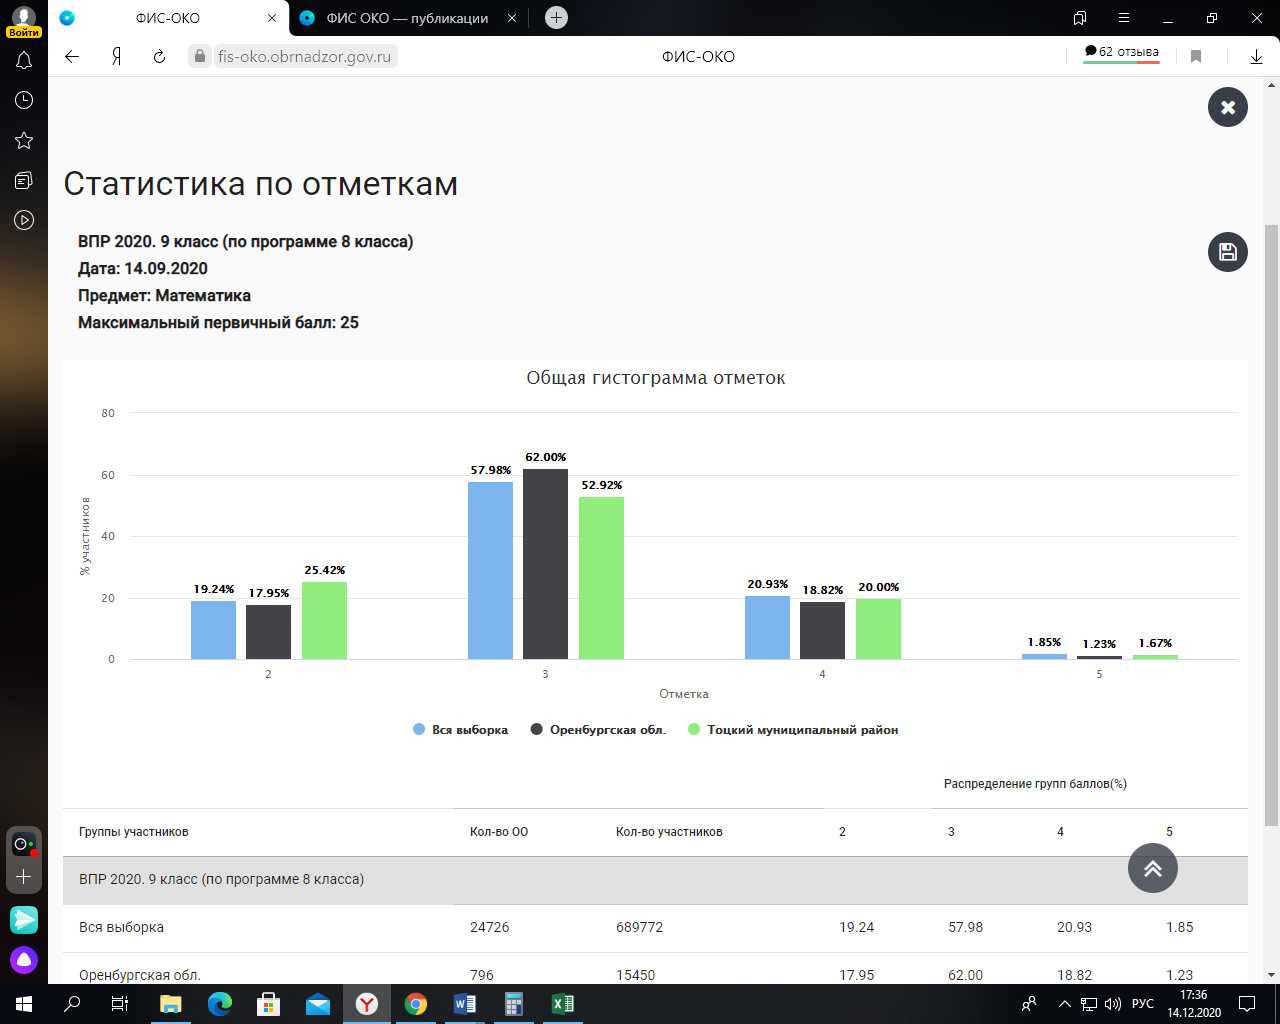 ФИС-ОКО
ФИС ОКО — публикации
Войти
Я
fis-oko.obrnadzor.gov.ru
ФИС-ОКО
62 отзыва
Статистика по отметкам
ВПР 2020. 9 класс (по программе 8 класса)
Дата: 14.09.2020
Предмет: Математика
Максимальный первичный балл: 25
Общая гистограмма отметок
% участников
80
60
40
20
0
19.24%
17.95%
25.42%
57.98%
62.00%
52.92%
20.93%
18.82%
20.00%
1.85%
1.23%
1.67%
2
3
4
5
Отметка
Вся выборка
Оренбургская обл.
Тоцкий муниципальный район
Распределение групп баллов(%)
Группы участников Кол-во ОО Кол-во участников 2 3 4 5
ВПР 2020. 9 класс (по программе 8 класса)
Вся выборка 24726 689772 19.24 57.98 20.93 1.85
Оренбургская обл. 796 15450 17.95 62.00 18.82 1.23
РУС
17:36
14.12.2020